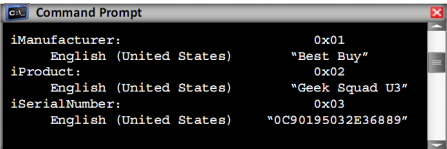 C:\_ Command Prompt
iManufacturer: 0x01
English (United States) “Best Buy”
iProduct: 0x02
English (United States) “Geek Squad U3”
iSerialNumber: 0x03
English (United States) “0C90195032E36889”